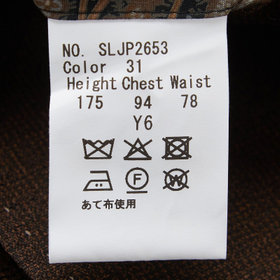 NO. SLJP2653
Color 31
Height Chest Waist
175 94 78
Y6
F W
あて布使用